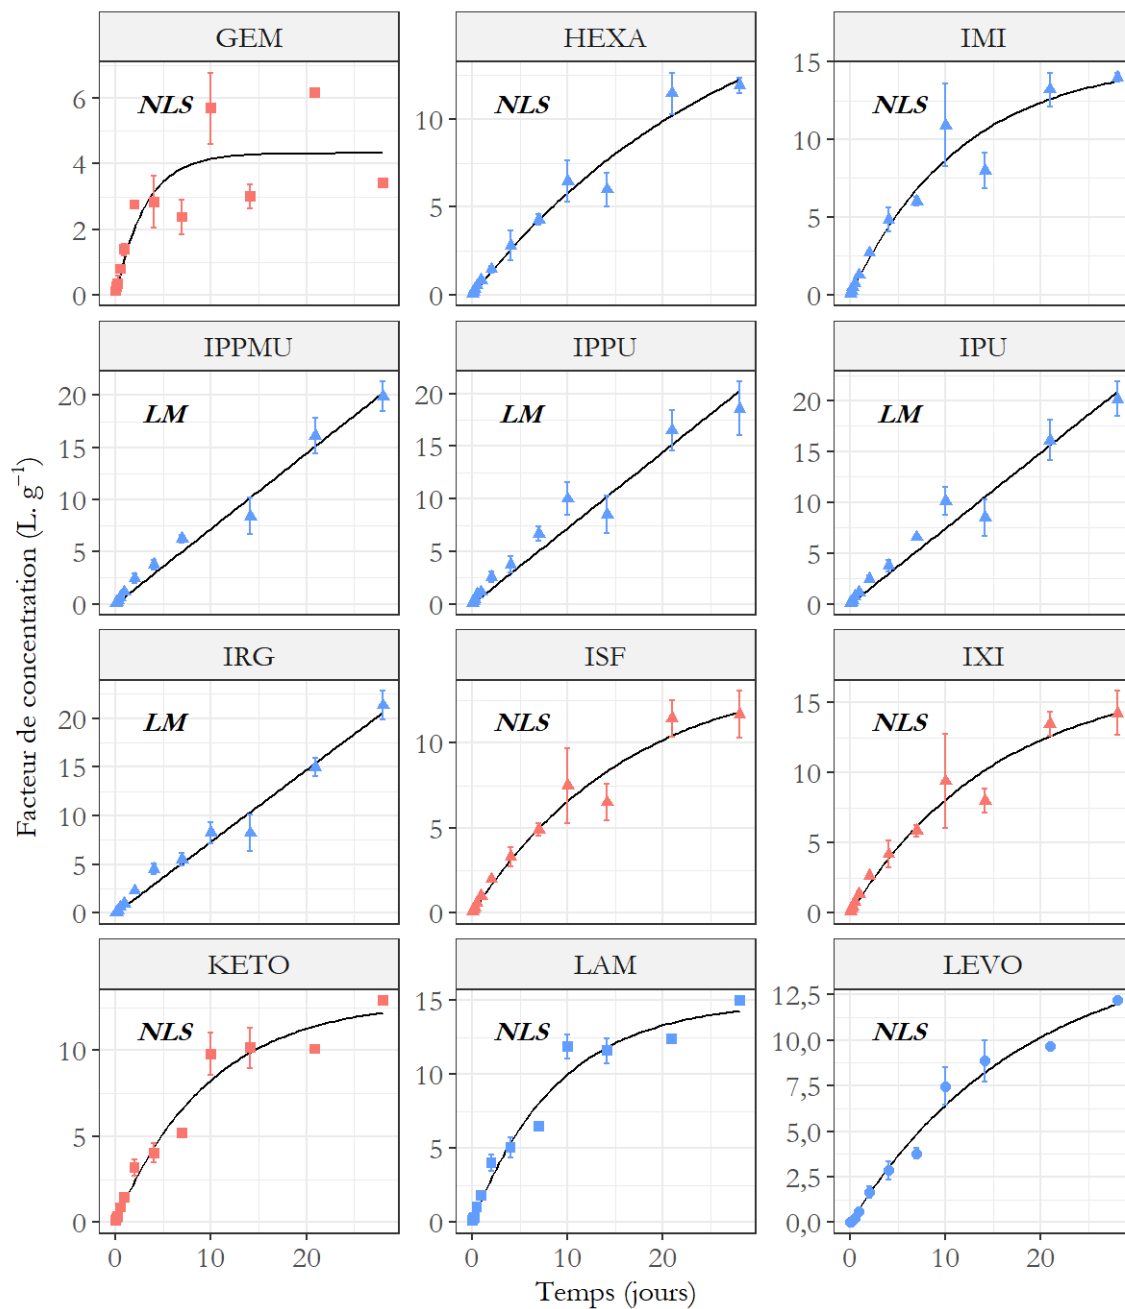 GEM HEXA IMI
NLS NLS NLS
6 4 2 0
10 5 0
15 10 5 0
IPPMU IPPU IPU
LM LM LM
20 15 10 5 0
20 15 10 5 0
20 15 10 5 0
IRG ISF IXI
LM NLS NLS
20 15 10 5 0
10 5 0
15 10 5 0
KETO LAM LEVO
NLS NLS NLS
10 5 0
15 10 5 0
12,5 10,0 7,5 5,0 2,5 0,0
0 10 20 0 10 20 0 10 20
Temps (jours)
Facteur de concentration (L. g⁻¹)